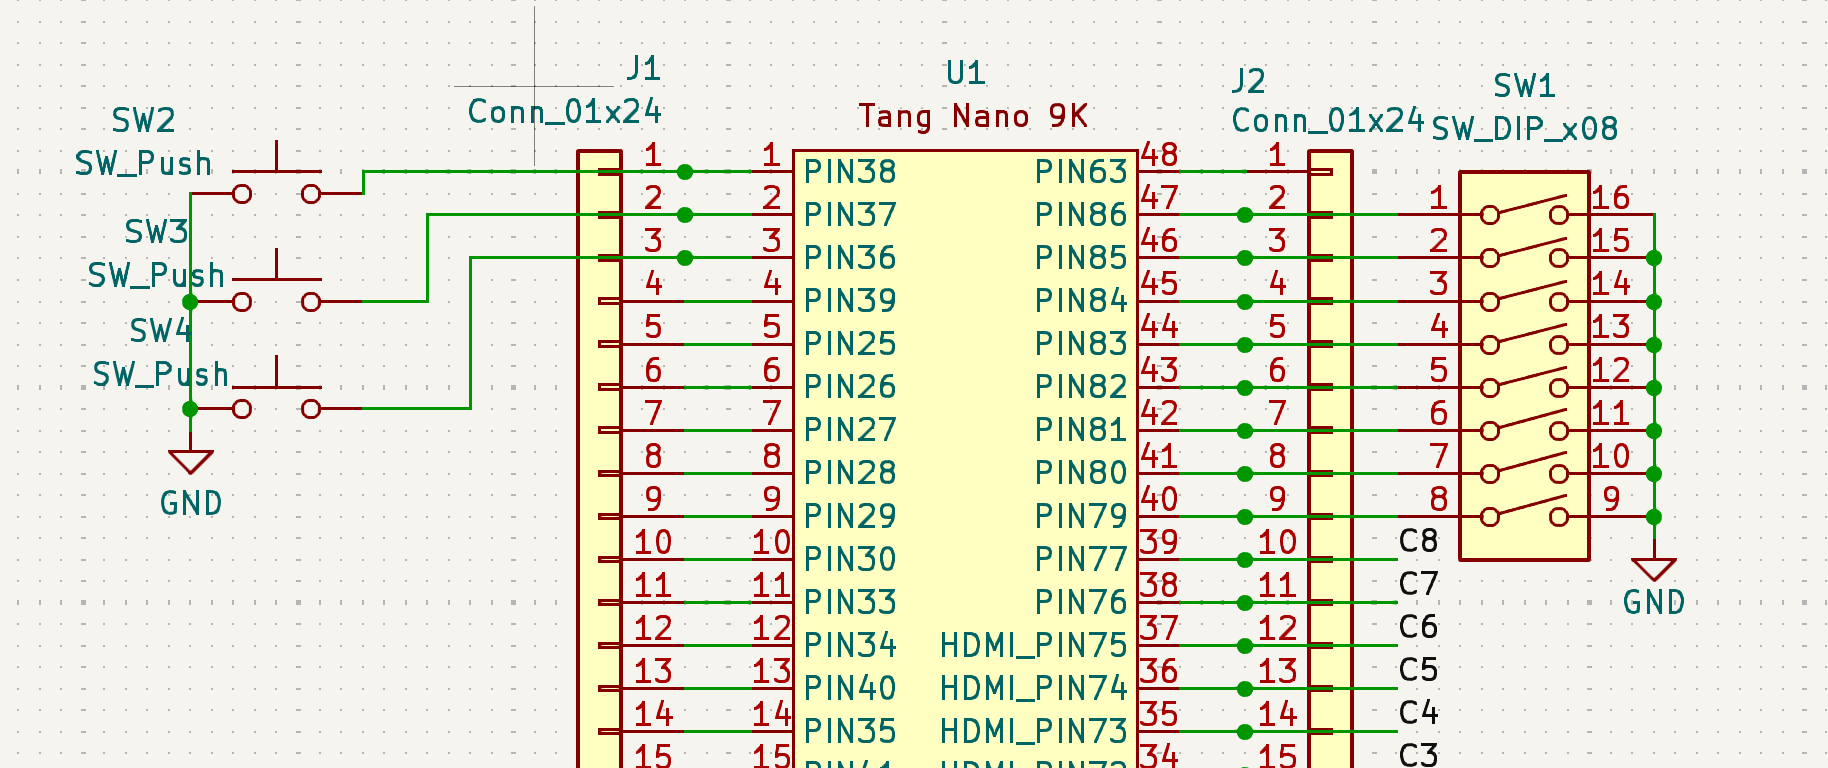 J1
Conn_01x24
U1
Tang Nano 9K
J2
Conn_01x24
SW1
SW_DIP_x08
SW2
SW_Push
SW3
SW_Push
SW4
SW_Push
GND
1 1 PIN38 PIN63 48 1
2 2 PIN37 PIN86 47 2 1 16
3 3 PIN36 PIN85 46 3 2 15
4 4 PIN39 PIN84 45 4 3 14
5 5 PIN25 PIN83 44 5 4 13
6 6 PIN26 PIN82 43 6 5 12
7 7 PIN27 PIN81 42 7 6 11
8 8 PIN28 PIN80 41 8 7 10
9 9 PIN29 PIN79 40 9 8 9
10 10 PIN30 PIN77 39 10 C8
11 11 PIN33 PIN76 38 11 C7
12 12 PIN34 HDMI_PIN75 37 12 C6
13 13 PIN40 HDMI_PIN74 36 13 C5
14 14 PIN35 HDMI_PIN73 35 14 C4
15 15 34 15 C3
GND